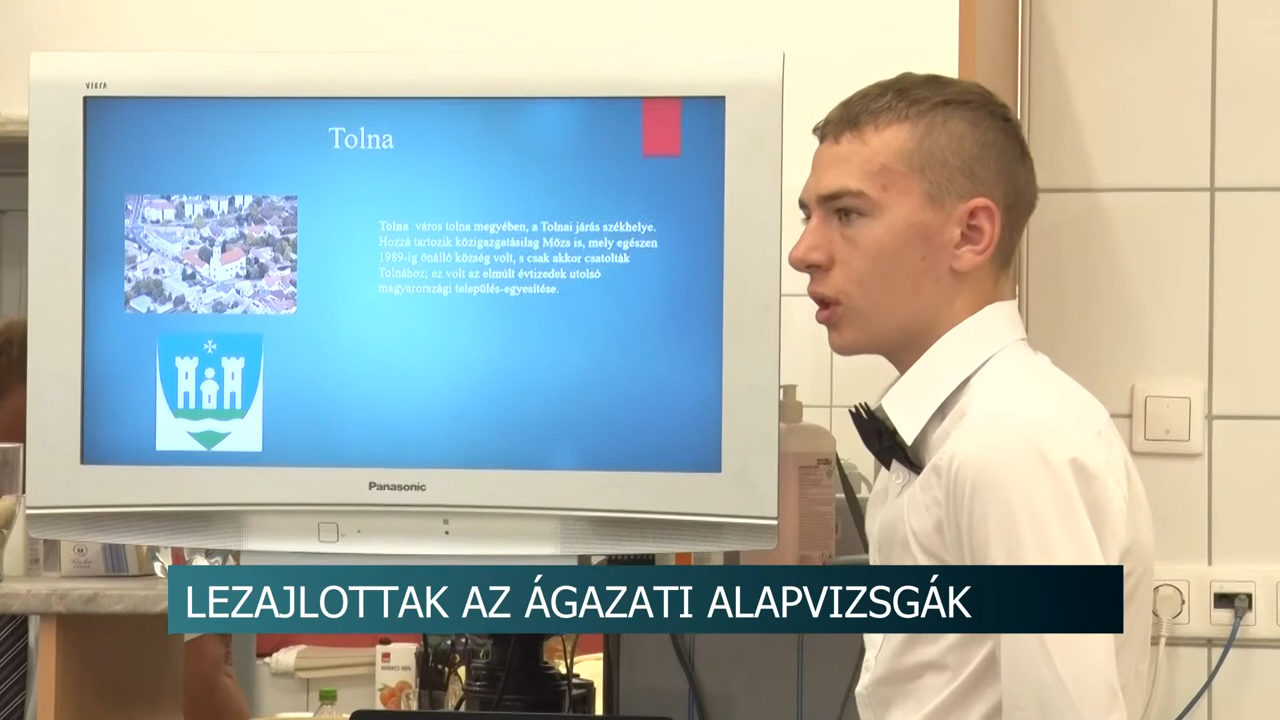 VIERA
Tolna
Tolna város tolna megyében, a Tolnai járás székhelye.
Hozzá tartozik közigazgatásilag Mözs is, mely egészen
1989-ig önálló község volt, s csak akkor csatolták
Tolnához; ez volt az elmúlt évtizedek utolsó
magyarországi település-egyesítése.
Panasonic
LEZAJLOTTAK AZ ÁGAZATI ALAPVIZSGÁK